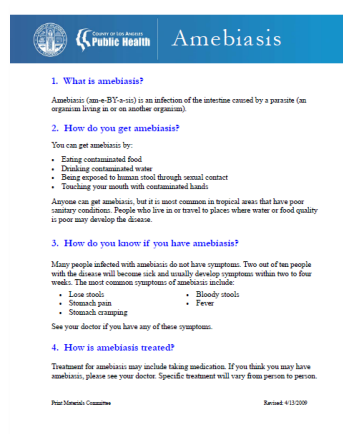 COUNTY OF LOS ANGELES
Public Health
Amebiasis
1. What is amebiasis?
Amebiasis (am-e-BY-a-sis) is an infection of the intestine caused by a parasite (an
organism living in or on another organism).
2. How do you get amebiasis?
You can get amebiasis by:
• Eating contaminated food
• Drinking contaminated water
• Being exposed to human stool through sexual contact
• Touching your mouth with contaminated hands
Anyone can get amebiasis, but it is most common in tropical areas that have poor
sanitary conditions. People who live in or travel to places where water or food quality
is poor may develop the disease.
3. How do you know if you have amebiasis?
Many people infected with amebiasis do not have symptoms. Two out of ten people
with the disease will become sick and usually develop symptoms within two to four
weeks. The most common symptoms of amebiasis include:
• Lose stools
• Stomach pain
• Stomach cramping
• Bloody stools
• Fever
See your doctor if you have any of these symptoms.
4. How is amebiasis treated?
Treatment for amebiasis may include taking medication. If you think you may have
amebiasis, please see your doctor. Specific treatment will vary from person to person.
Print Materials Committee
Revised: 4/13/2009